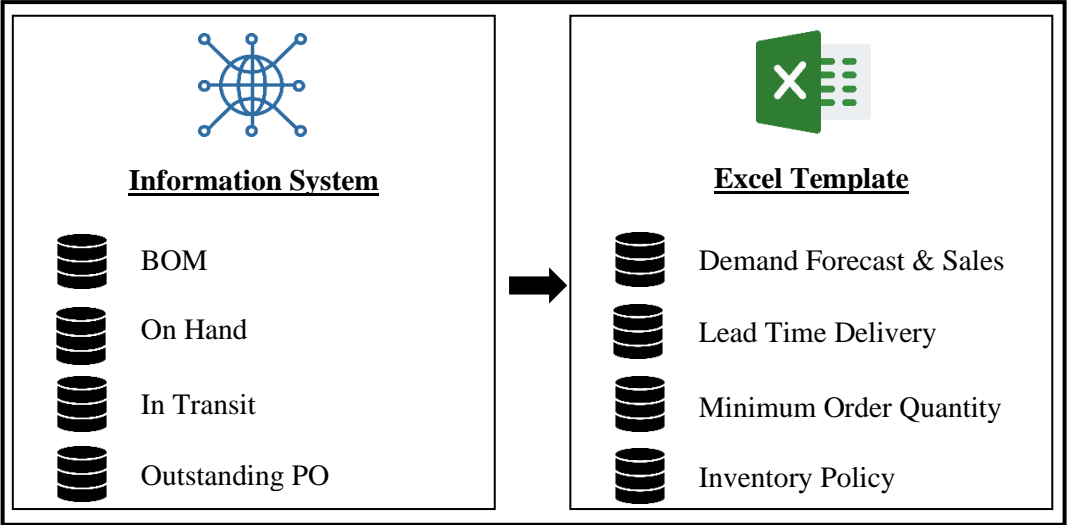 Information System
BOM
On Hand
In Transit
Outstanding PO
X
Excel Template
Demand Forecast & Sales
Lead Time Delivery
Minimum Order Quantity
Inventory Policy